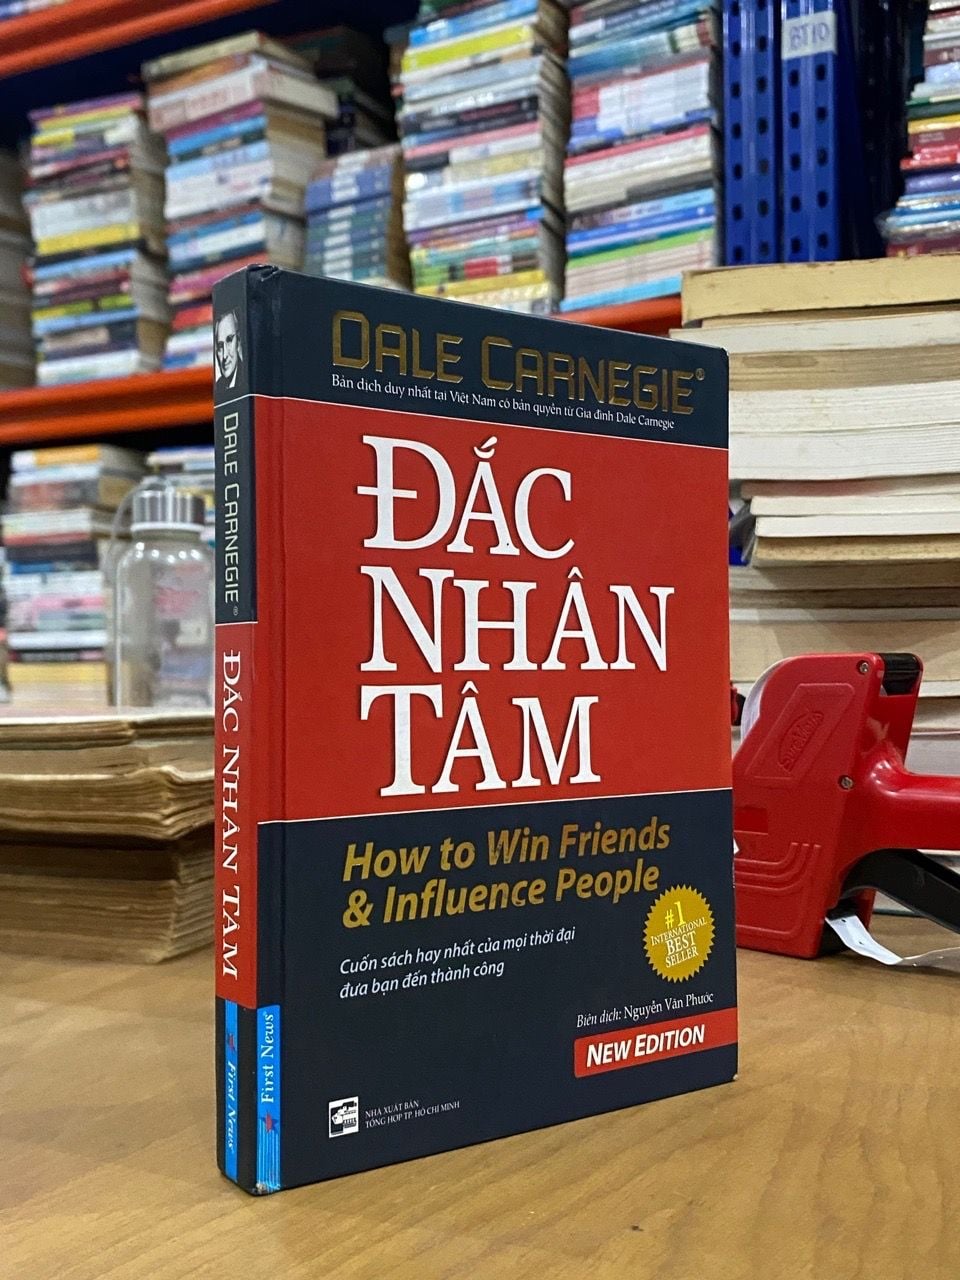 DALE CARNEGIE®
Bản dịch duy nhất tại Việt Nam có bản quyền từ Gia đình Dale Carnegie
ĐẮC
NHÂN
TÂM
How to Win Friends
& Influence People
Cuốn sách hay nhất của mọi thời đại
đưa bạn đến thành công
#1
INTERNATIONAL
BEST
SELLER
Biên dịch: Nguyễn Văn Phước
NEW EDITION
NHÀ XUẤT BẢN
TỔNG HỢP TP. HỒ CHÍ MINH
First News
DALE CARNEGIE®
ĐẮC NHÂN TÂM
First News
BT10